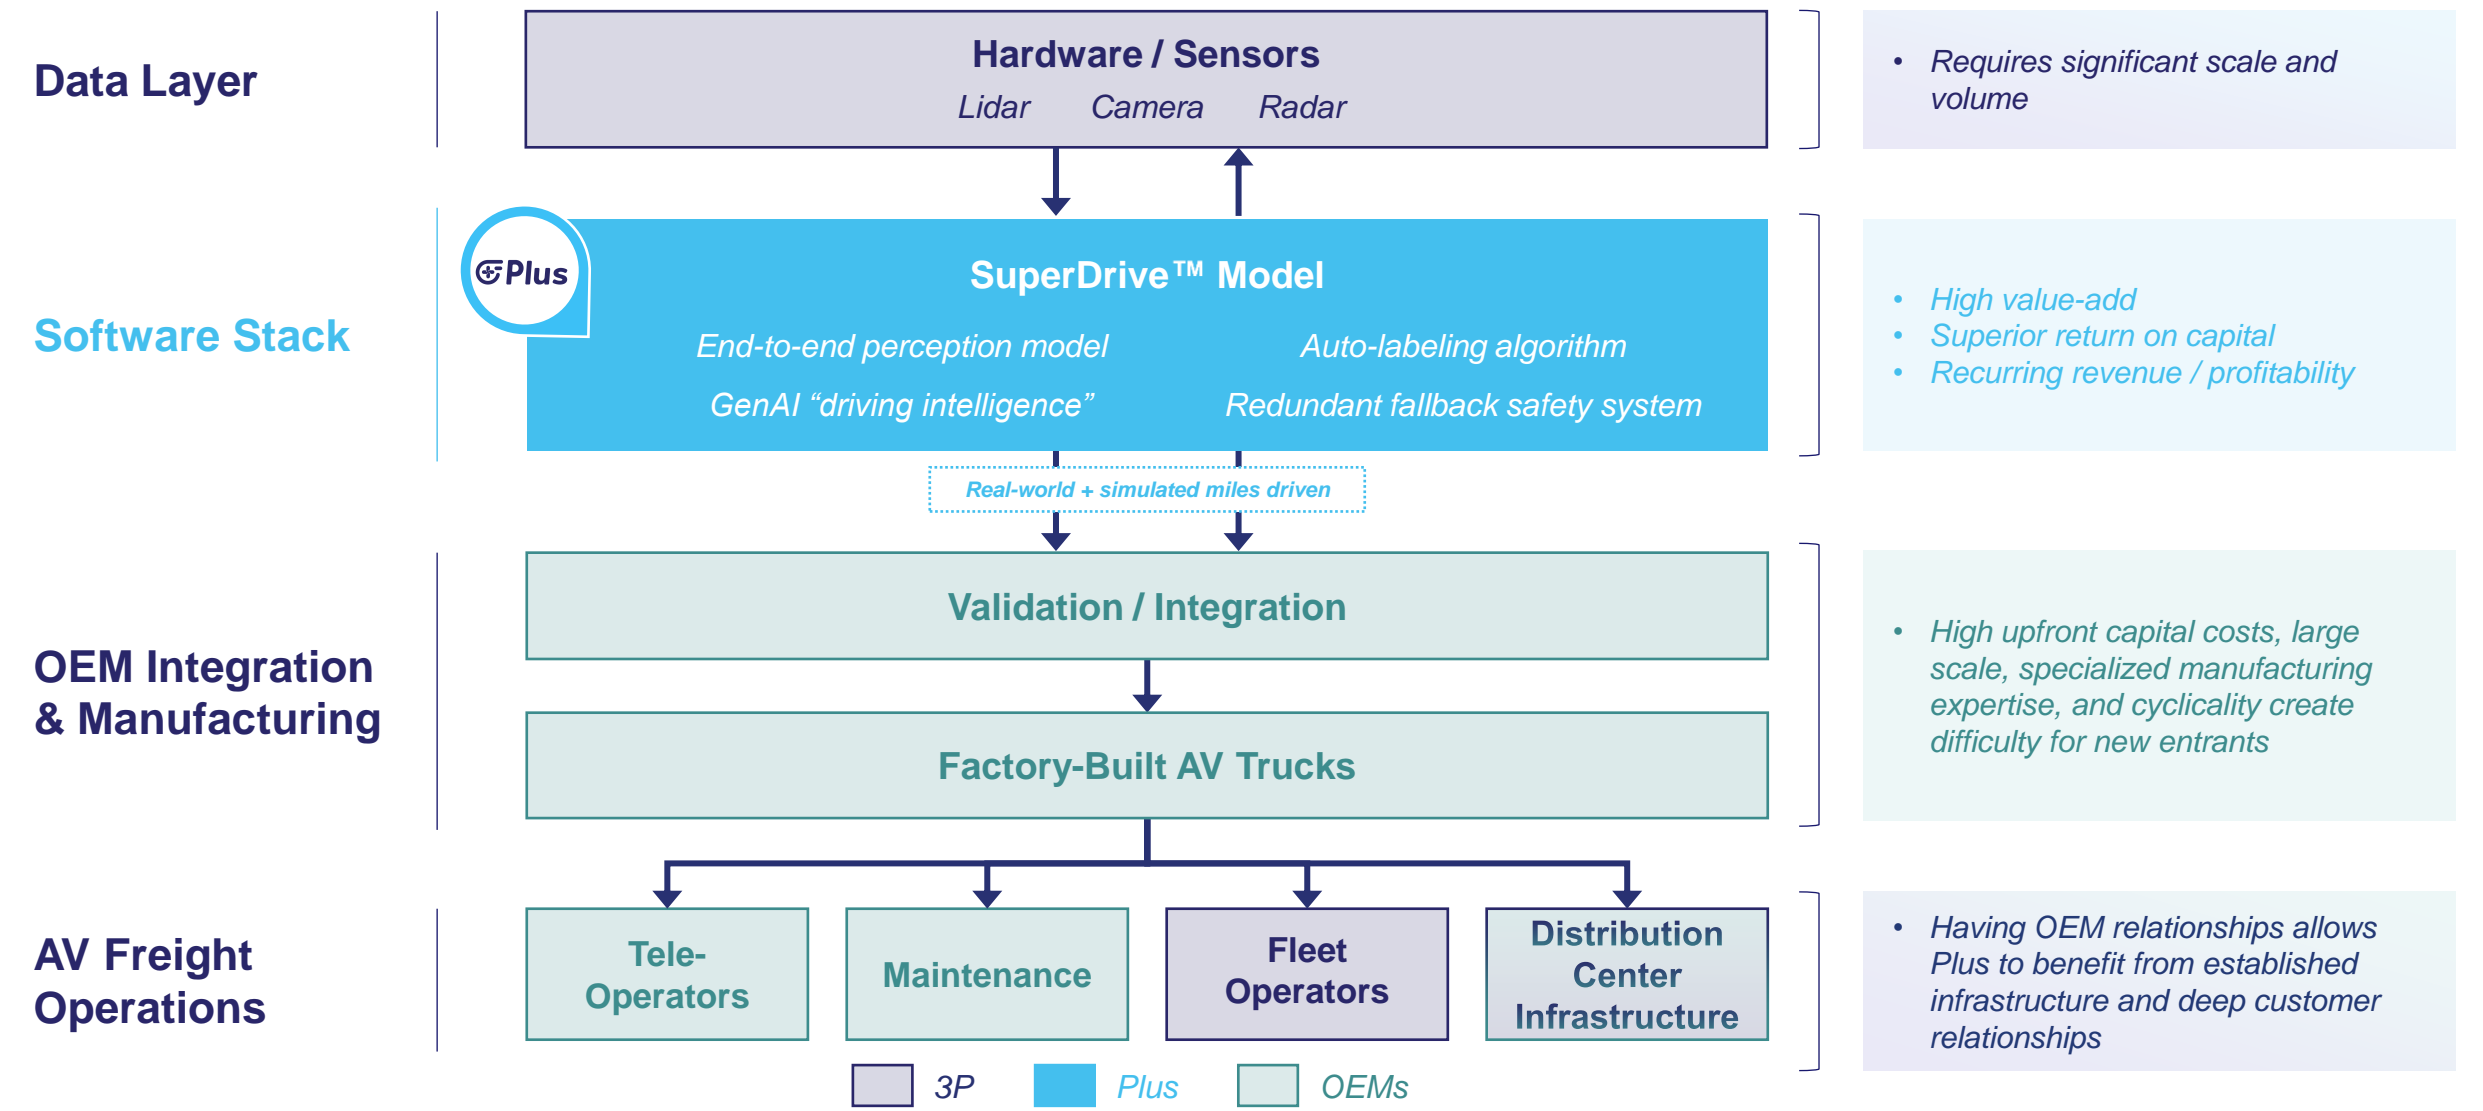 Data Layer
Hardware / Sensors
Lidar Camera Radar
• Requires significant scale and
volume
Software Stack
Plus
SuperDrive™ Model
End-to-end perception model Auto-labeling algorithm
GenAI “driving intelligence” Redundant fallback safety system
• High value-add
• Superior return on capital
• Recurring revenue / profitability
Real-world + simulated miles driven
OEM Integration
& Manufacturing
Validation / Integration
Factory-Built AV Trucks
• High upfront capital costs, large
scale, specialized manufacturing
expertise, and cyclicality create
difficulty for new entrants
AV Freight
Operations
Tele-
Operators
Maintenance
Fleet
Operators
Distribution
Center
Infrastructure
• Having OEM relationships allows
Plus to benefit from established
infrastructure and deep customer
relationships
3P Plus OEMs